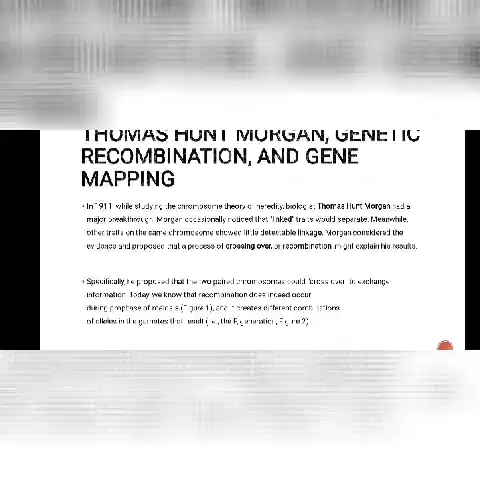 THOMAS HUNT MORGAN, GENETIC
RECOMBINATION, AND GENE
MAPPING
• In 1911, while studying the chromosome theory of heredity, biologist Thomas Hunt Morgan had a
major breakthrough. Morgan occasionally noticed that "linked" traits would separate. Meanwhile,
other traits on the same chromosome showed little detectable linkage. Morgan considered the
evidence and proposed that a process of crossing over, or recombination, might explain his results.
• Specifically, he proposed that the two paired chromosomes could "cross over" to exchange
information. Today, we know that recombination does indeed occur
during prophase of meiosis (Figure 1), and it creates different combinations
of alleles in the gametes that result (i.e., the F, generation; Figure 2)